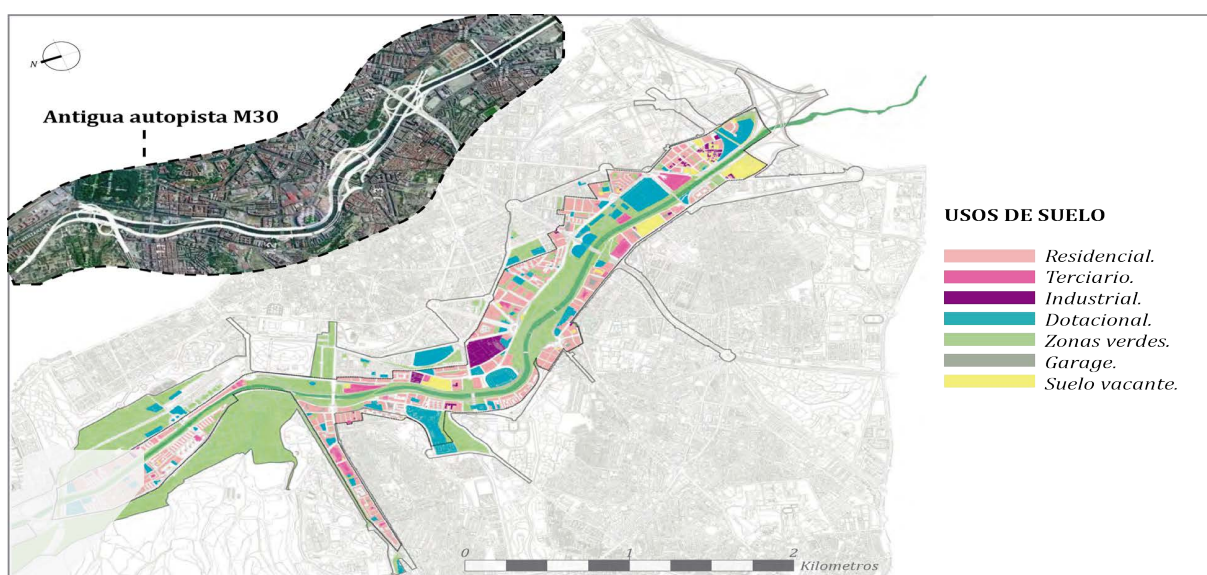 N
Antigua autopista M30
USOS DE SUELO
Residencial.
Terciario.
Industrial.
Dotacional.
Zonas verdes.
Garage.
Suelo vacante.
0 1 2
Kilometros